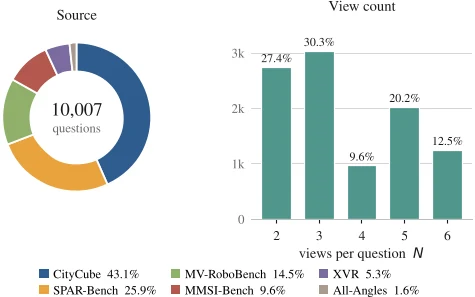 Source
10,007
questions
View count
3k
2k
1k
0
27.4%
30.3%
9.6%
20.2%
12.5%
2 3 4 5 6
views per question N
CityCube 43.1% MV-RoboBench 14.5% XVR 5.3%
SPAR-Bench 25.9% MMSI-Bench 9.6% All-Angles 1.6%